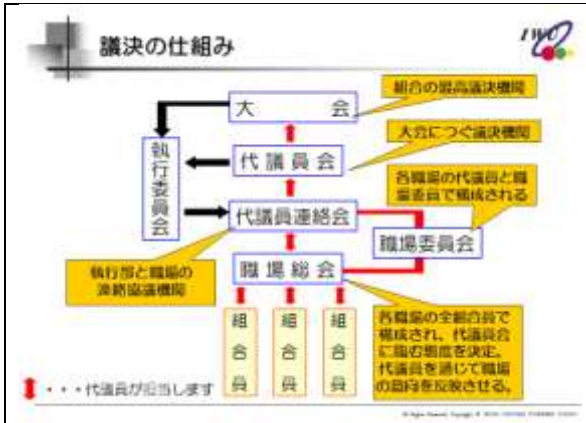 議決の仕組み
IWU
組合の最高議決機関
大　　会
大会につぐ議決機関
代議員会
執行委員会
各職場の代議員と職
場委員で構成される
代議員連絡会
職場委員会
執行部と職場の
連絡協議機関
職場総会
各職場の全組合員で
構成され、代議員会
に臨む態度を決定。
代議員を通じて職場
の意向を反映させる。
組合員
組合員
組合員
・・・代議員が担当します